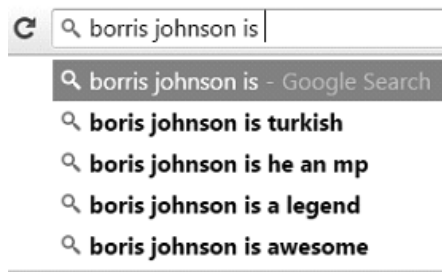 borris johnson is
borris johnson is - Google Search
boris johnson is turkish
boris johnson is he an mp
boris johnson is a legend
boris johnson is awesome